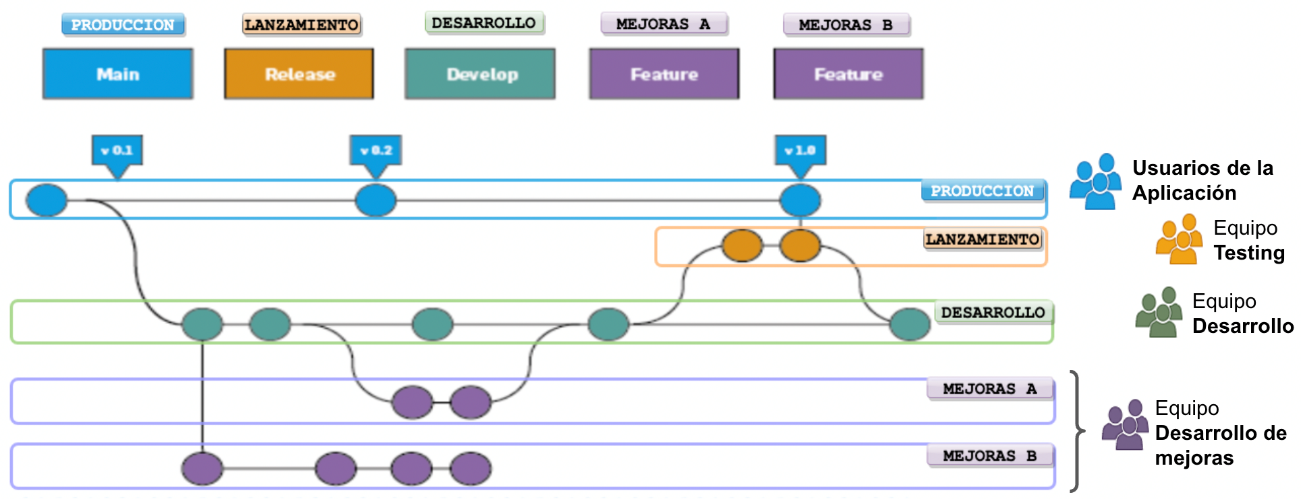 PRODUCCION
LANZAMIENTO
DESARROLLO
MEJORAS A
MEJORAS B
Main
Release
Develop
Feature
Feature
v 0.1
v 0.2
v 1.0
PRODUCCION
Usuarios de la
Aplicación
LANZAMIENTO
Equipo
Testing
DESARROLLO
Equipo
Desarrollo
MEJORAS A
MEJORAS B
Equipo
Desarrollo de
mejoras